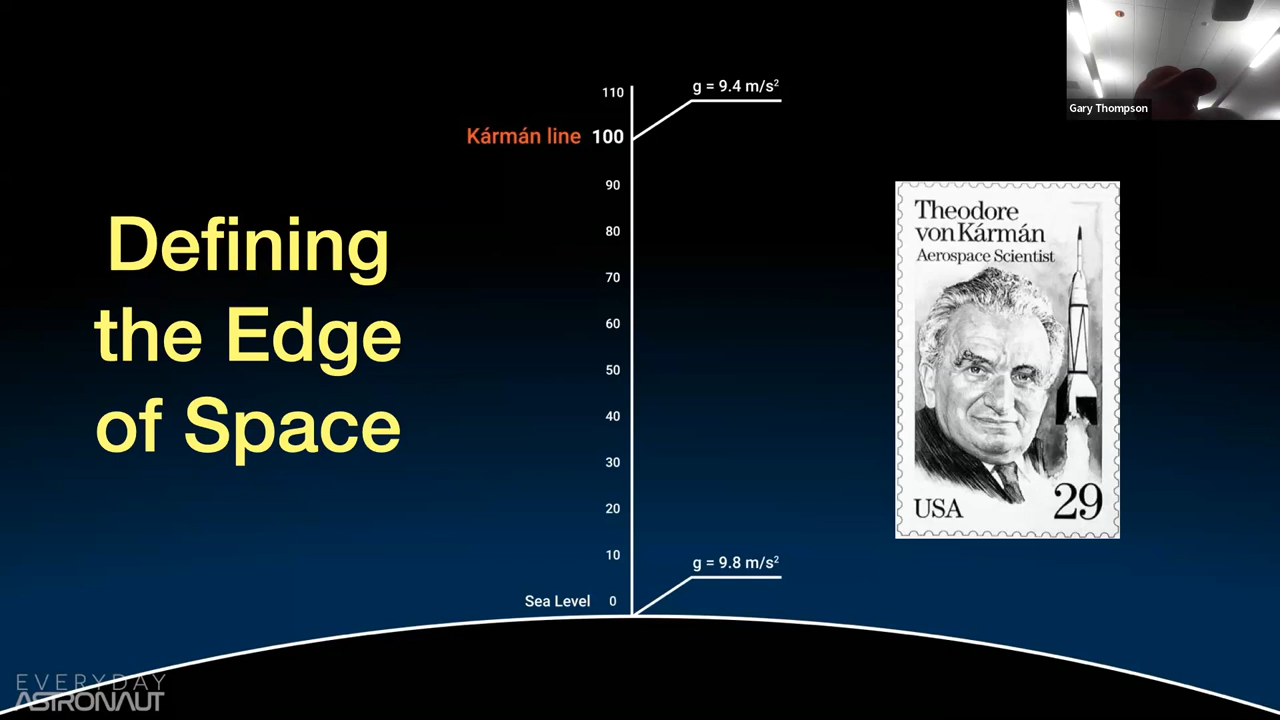 Defining
the Edge
of Space
110
g = 9.4 m/s²
Kármán line 100
90
80
70
60
50
40
30
20
10
g = 9.8 m/s²
Sea Level 0
Theodore
von Kármán
Aerospace Scientist
USA 29
Gary Thompson
EVERYDAY
ASTRONAUT